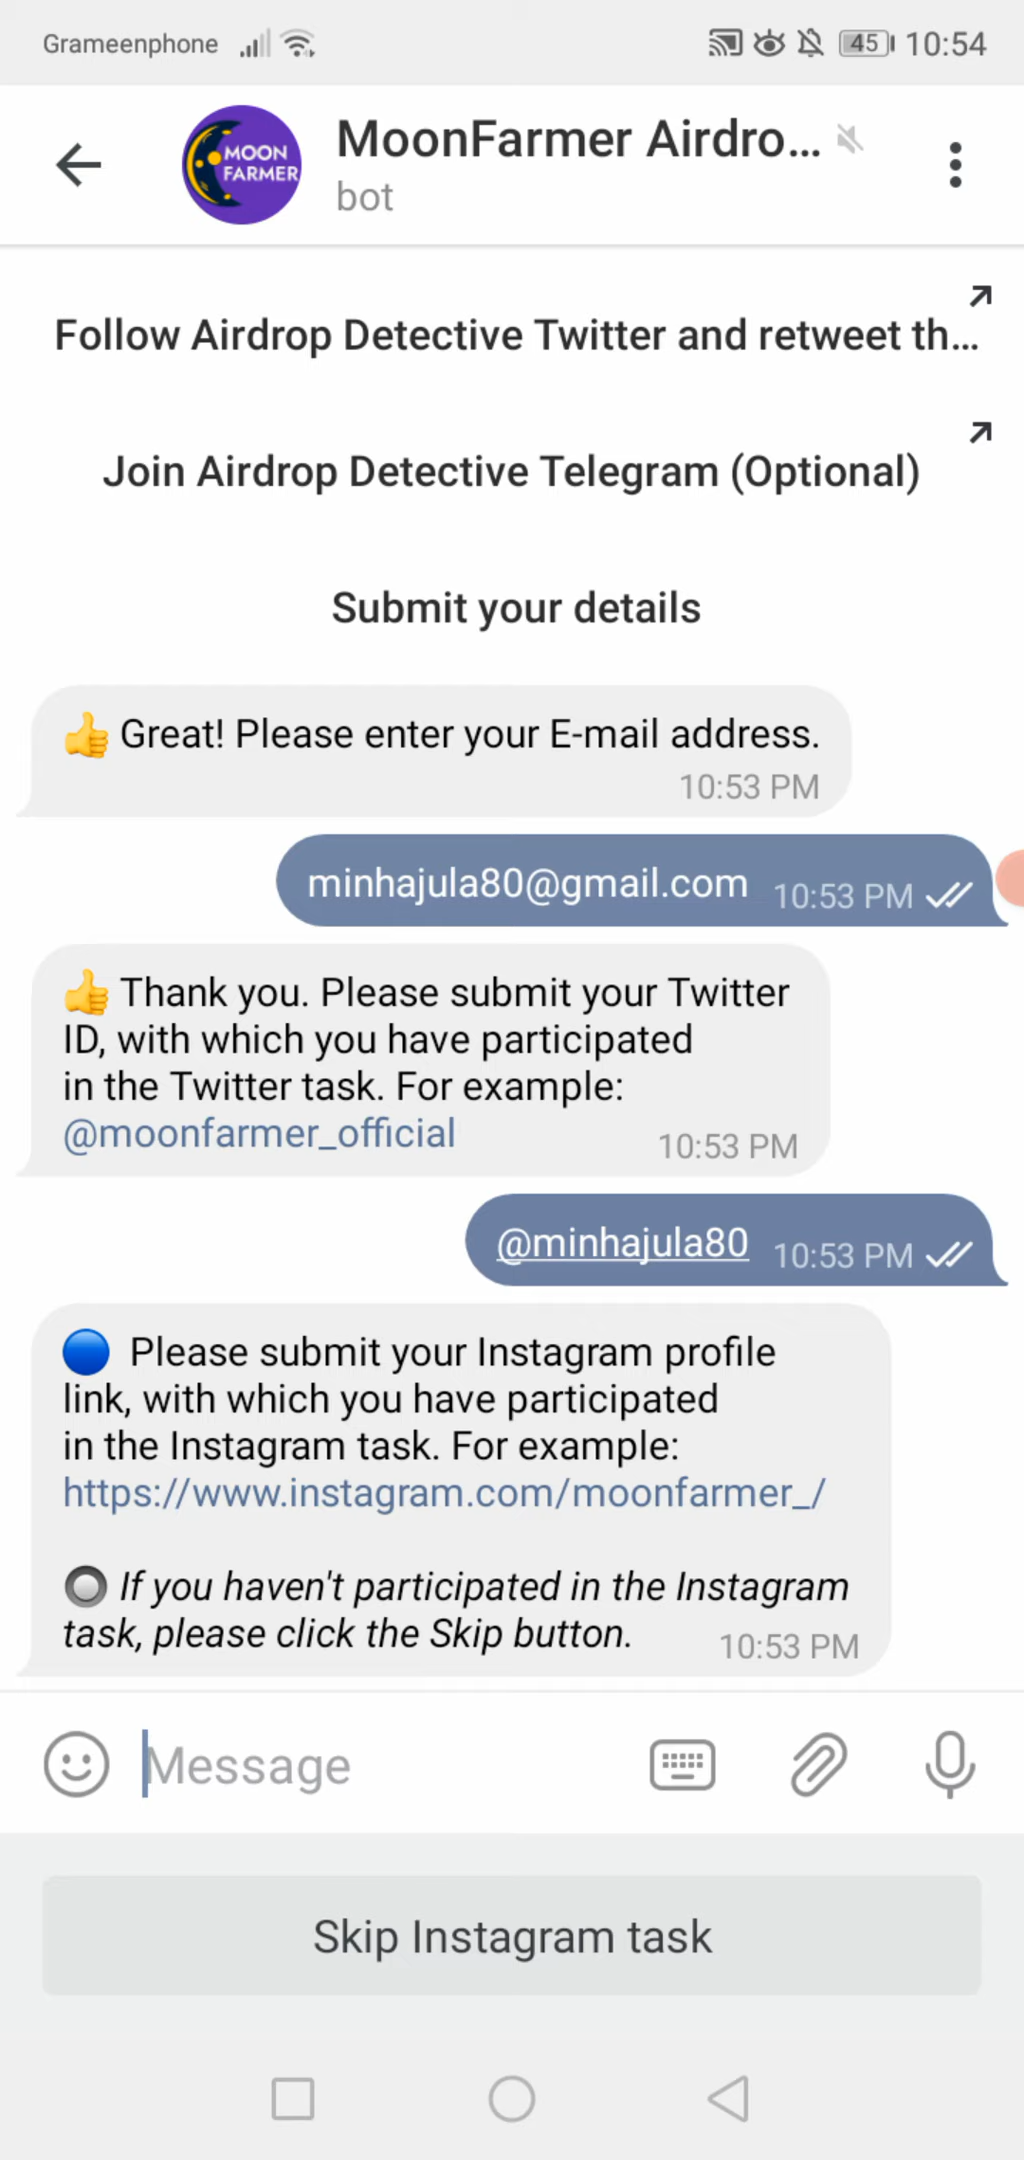 Grameenphone 45 10:54
MOON
FARMER
MoonFarmer Airdro...
bot
Follow Airdrop Detective Twitter and retweet th...
Join Airdrop Detective Telegram (Optional)
Submit your details
👍 Great! Please enter your E-mail address.
10:53 PM
minhajula80@gmail.com 10:53 PM
👍 Thank you. Please submit your Twitter
ID, with which you have participated
in the Twitter task. For example:
@moonfarmer_official 10:53 PM
@minhajula80 10:53 PM
🔵 Please submit your Instagram profile
link, with which you have participated
in the Instagram task. For example:
https://www.instagram.com/moonfarmer_/
🔘 If you haven't participated in the Instagram
task, please click the Skip button. 10:53 PM
Message
Skip Instagram task